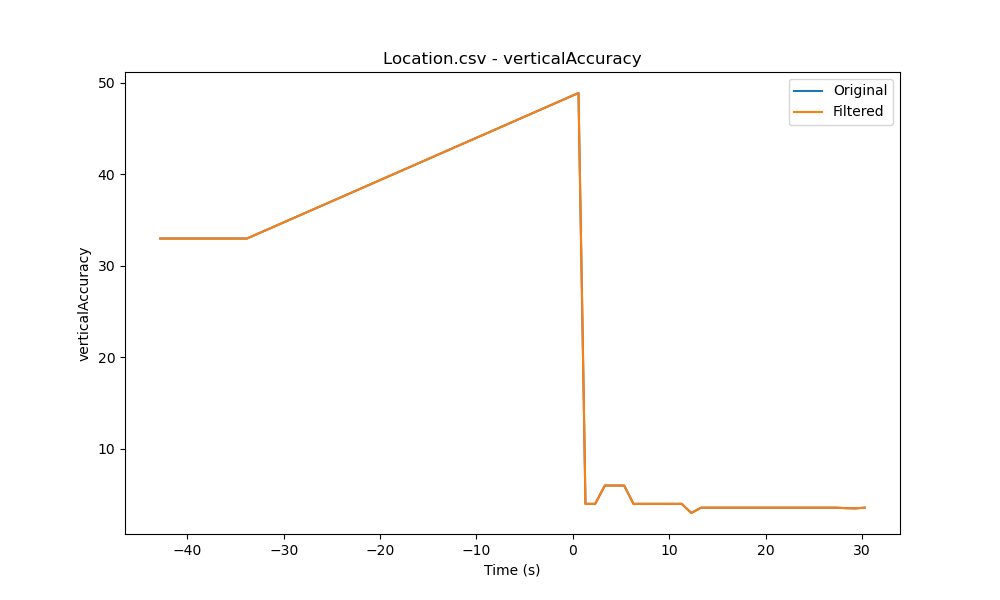 Location.csv - verticalAccuracy
Original
Filtered
verticalAccuracy
50
40
30
20
10
−40
−30
−20
−10
0
10
20
30
Time (s)